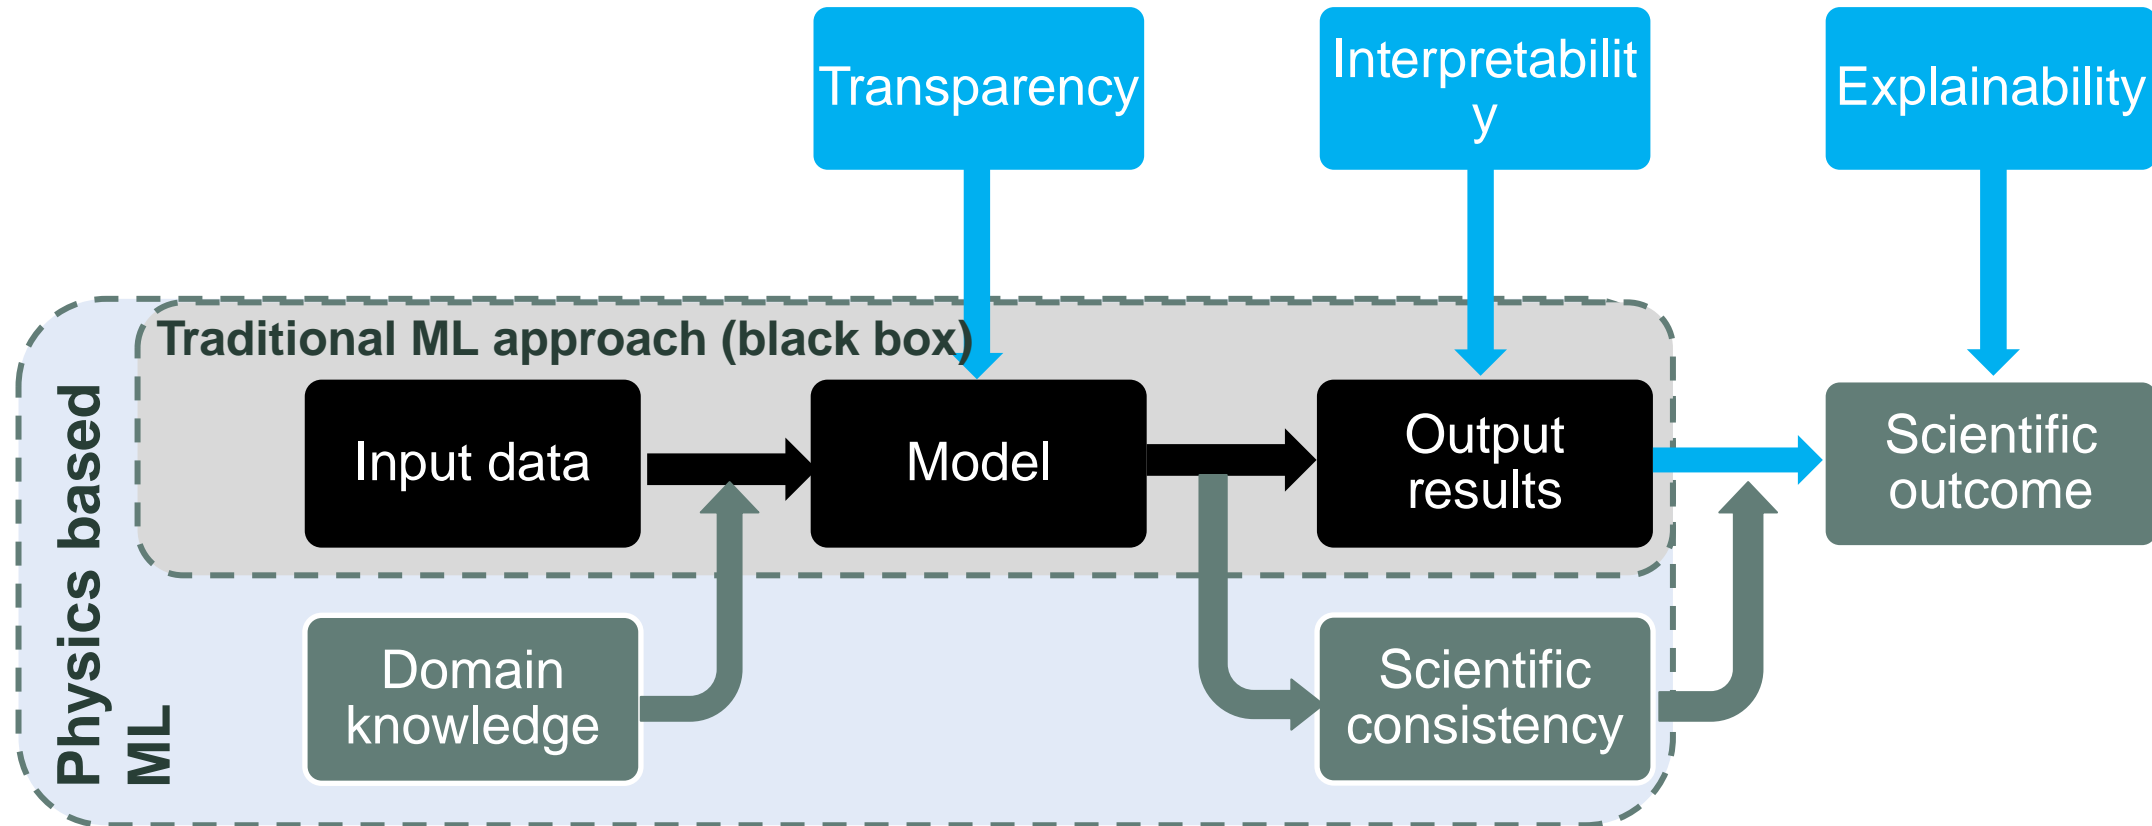 Transparency
Interpretabilit
y
Explainability
Traditional ML approach (black box)
Physics based
ML
Input data
Model
Output
results
Scientific
outcome
Domain
knowledge
Scientific
consistency